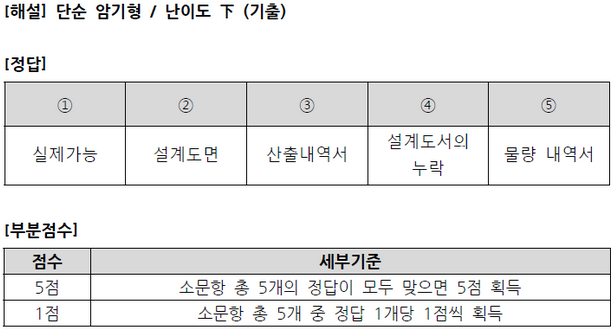 [해설] 단순 암기형 / 난이도 下 (기출)
[정답]
① ② ③ ④ ⑤
실제가능 설계도면 산출내역서 설계도서의 누락 물량 내역서
[부분점수]
점수 세부기준
5점 소문항 총 5개의 정답이 모두 맞으면 5점 획득
1점 소문항 총 5개 중 정답 1개당 1점씩 획득